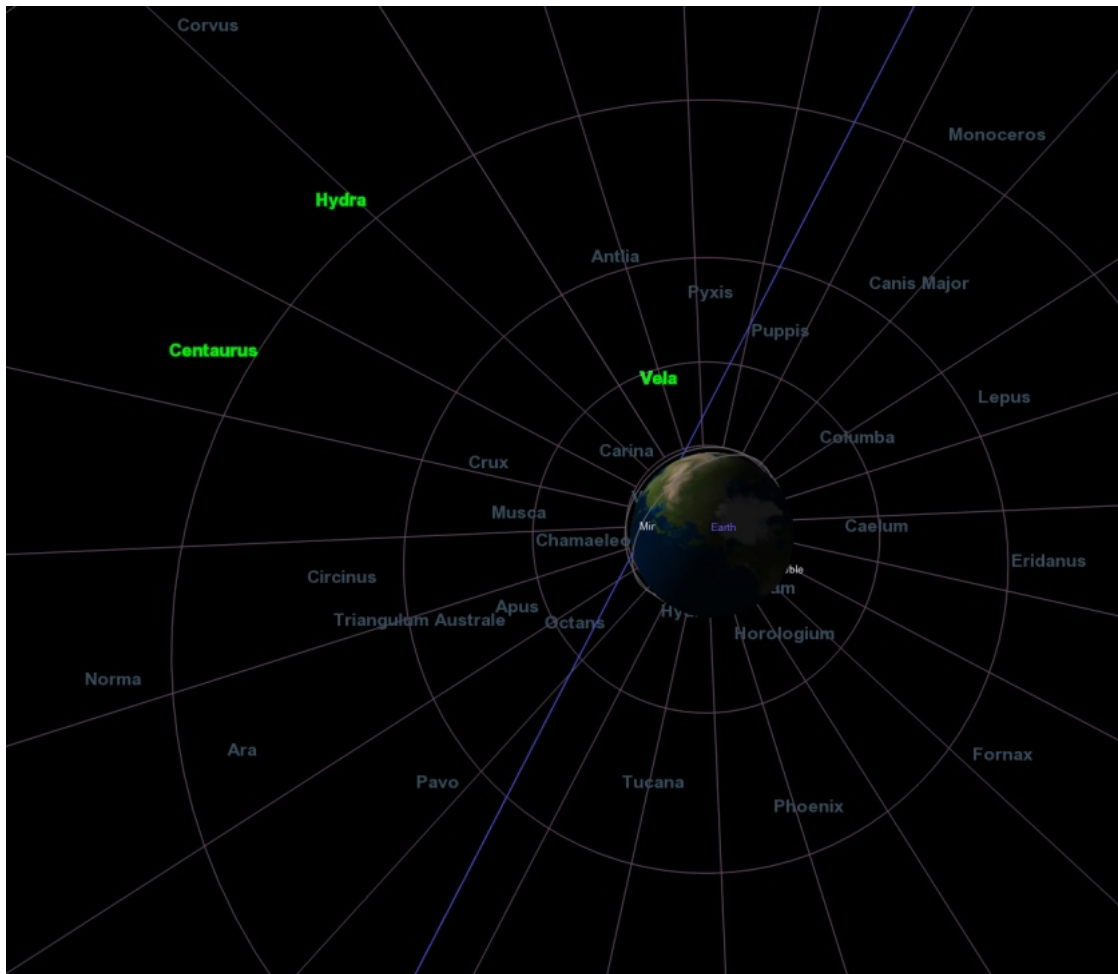 Corvus
Monoceros
Hydra
Antlia
Canis Major
Pyxis
Puppis
Centaurus
Vela
Lepus
Columba
Carina
Crux
Musca
Mir
Earth
Caelum
Chamaeleo
Eridanus
Circinus
Apus
Triangulum Australe
Octans
Horologium
Norma
Ara
Fornax
Pavo
Tucana
Phoenix